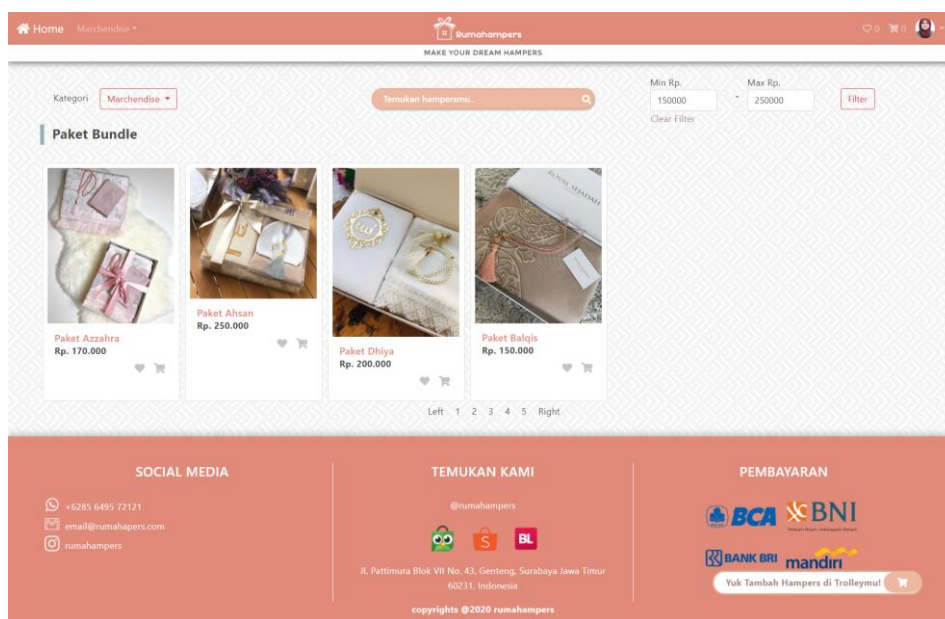 Home Marchendise 0 0
Rumahampers
MAKE YOUR DREAM HAMPERS
Kategori Marchendise Temukan hampersmu.. Min Rp. 150000 - Max Rp. 250000 Filter
Clear Filter
Paket Bundle
ROYAL SEJADAH
Paket Azzahra
Rp. 170.000
Paket Ahsan
Rp. 250.000
Paket Dhiya
Rp. 200.000
Paket Balqis
Rp. 150.000
Left 1 2 3 4 5 Right
SOCIAL MEDIA
+6285 6495 72121
email@rumahapers.com
rumahampers
TEMUKAN KAMI
@rumahampers
S BL
Jl. Pattimura Blok VII No. 43, Genteng, Surabaya Jawa Timur
60231, Indonesia
PEMBAYARAN
BCA BNI
BANK BRI mandiri
Yuk Tambah Hampers di Trolleymu!
copyrights @2020 rumahampers